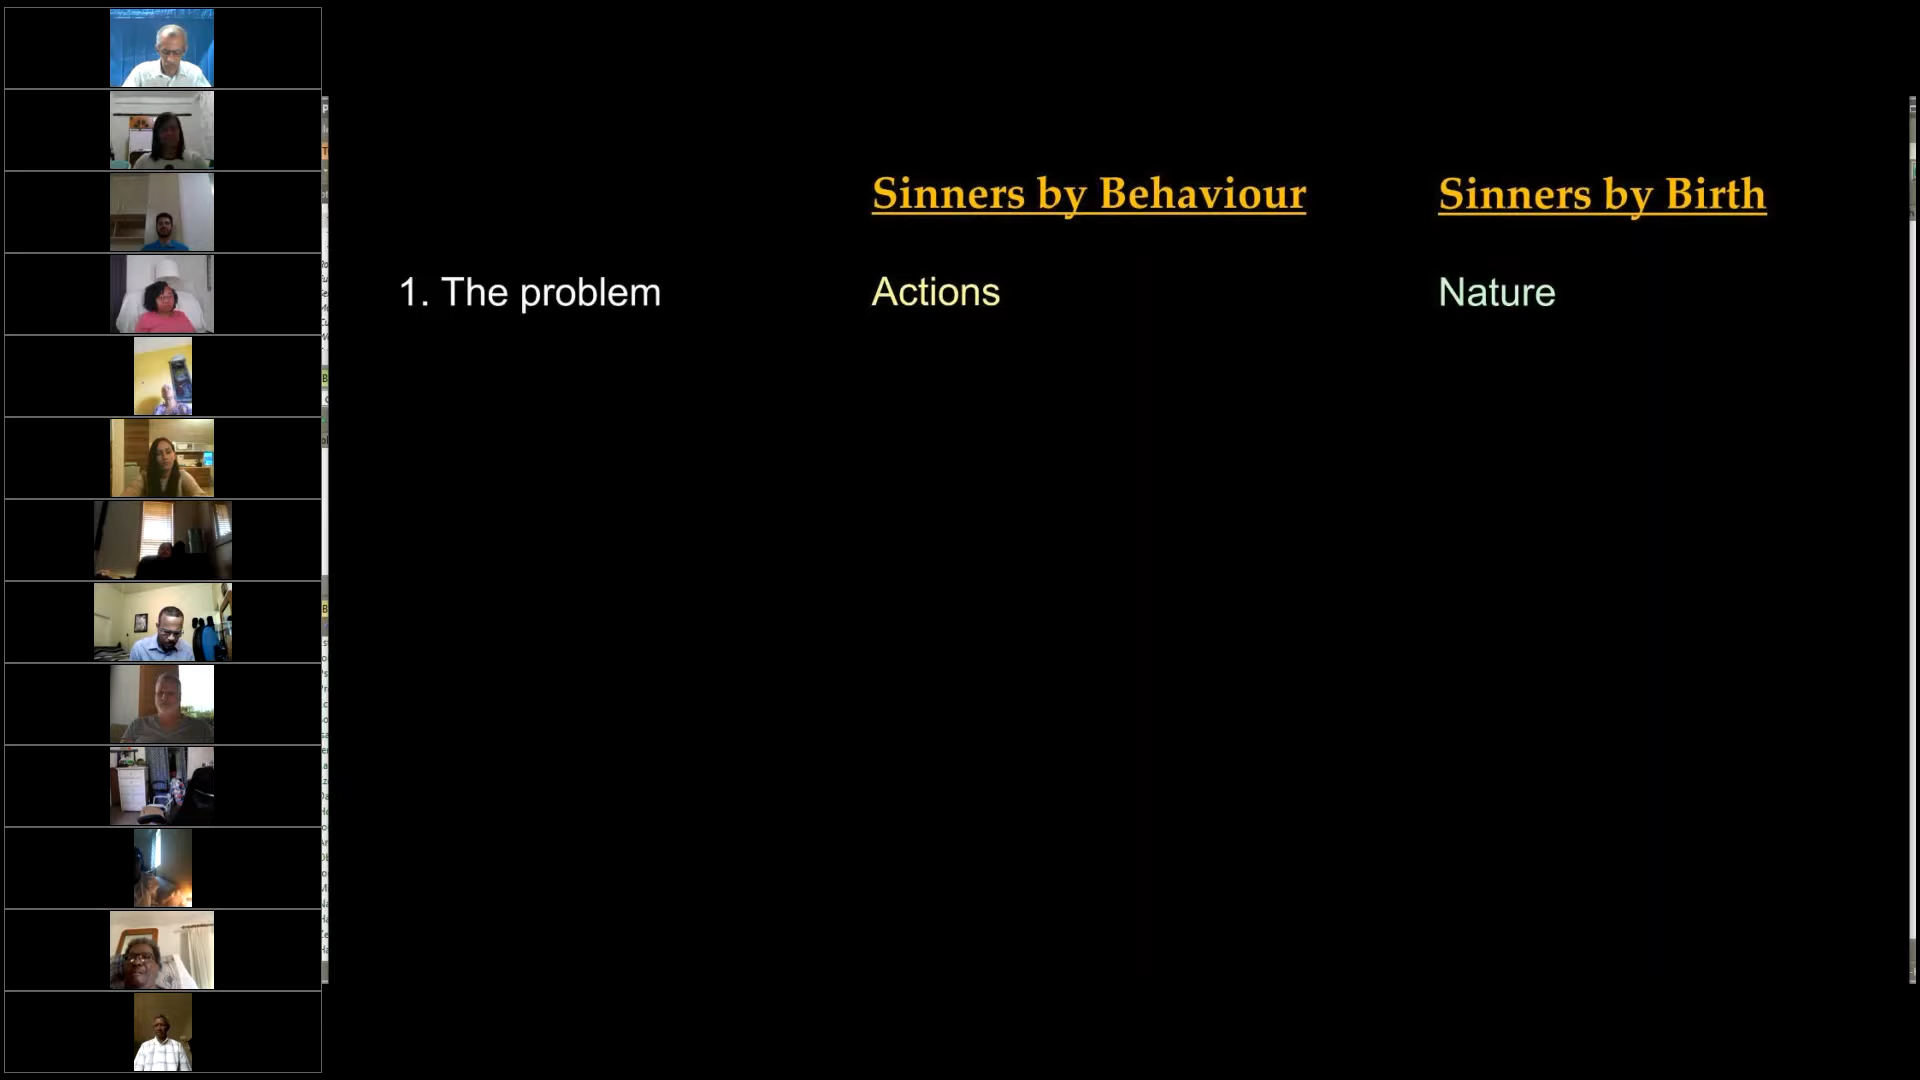 Sinners by Behaviour
Sinners by Birth
1. The problem
Actions
Nature